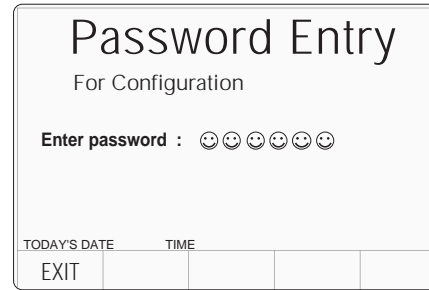 Password Entry
For Configuration
Enter password : ☺☺☺☺☺☺
TODAY'S DATE TIME
EXIT